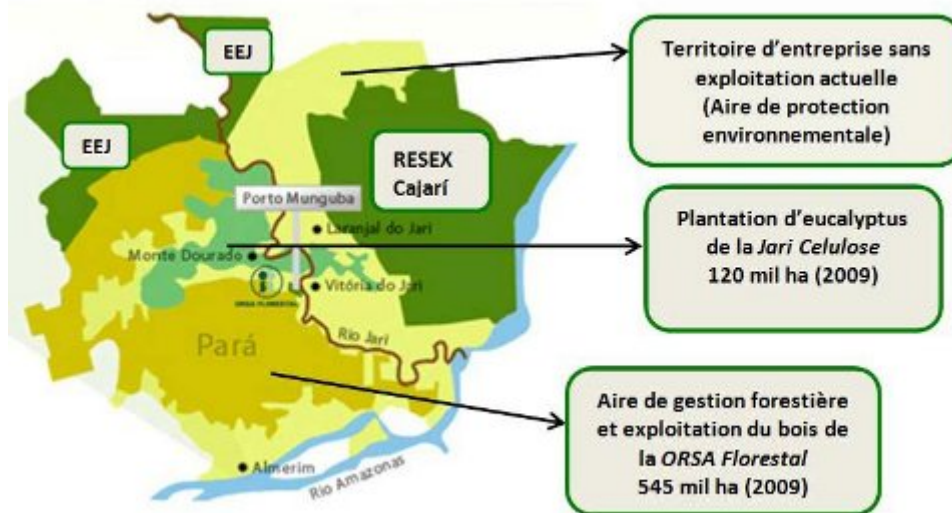 EEJ
EEJ
RESEX
Cajarí
Porto Munguba
Laranjal do Jari
Monte Dourado
ORSA FLORESTAL
Vitória do Jari
Rio Jari
Pará
Almerim
Rio Amazonas
Territoire d'entreprise sans
exploitation actuelle
(Aire de protection
environnementale)
Plantation d'eucalyptus
de la Jari Celulose
120 mil ha (2009)
Aire de gestion forestière
et exploitation du bois de
la ORSA Florestal
545 mil ha (2009)